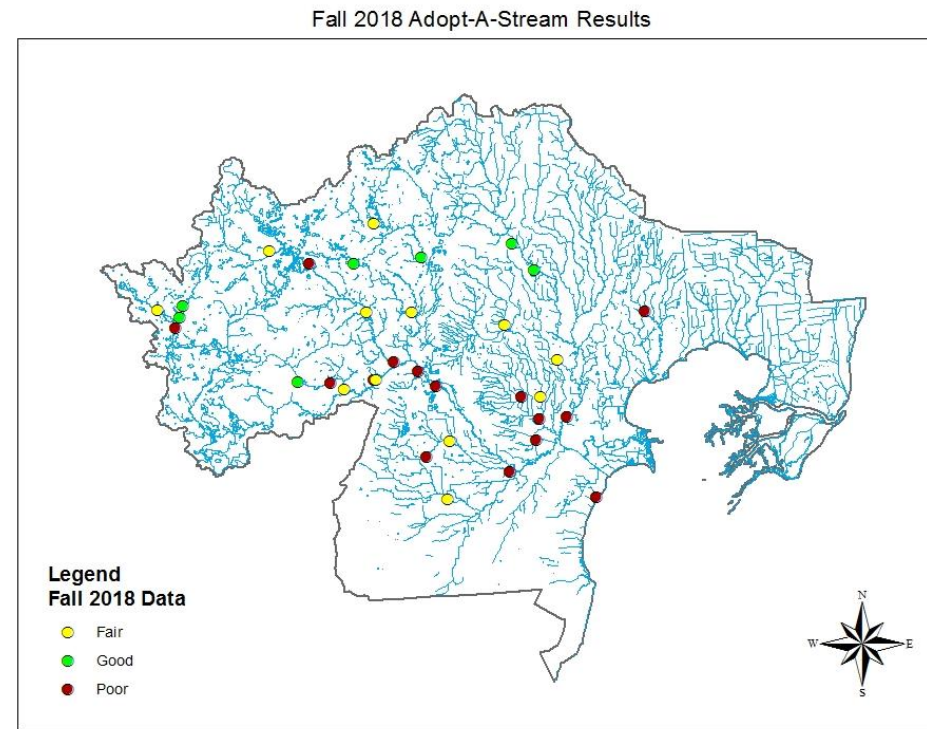 Fall 2018 Adopt-A-Stream Results
Legend
Fall 2018 Data
Fair
Good
Poor
N
W E
S